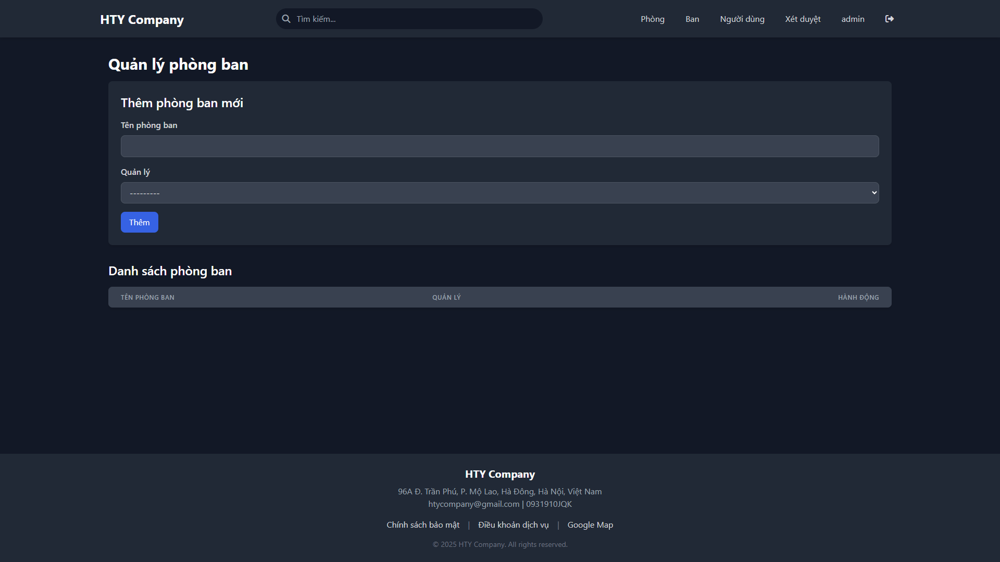 HTY Company
Tìm kiếm...
Phòng
Ban
Người dùng
Xét duyệt
admin
Quản lý phòng ban
Thêm phòng ban mới
Tên phòng ban
Quản lý
---------
Thêm
Danh sách phòng ban
TÊN PHÒNG BAN QUẢN LÝ HÀNH ĐỘNG
HTY Company
96A Đ. Trần Phú, P. Mộ Lao, Hà Đông, Hà Nội, Việt Nam
htycompany@gmail.com | 0931910JQK
Chính sách bảo mật | Điều khoản dịch vụ | Google Map
© 2025 HTY Company. All rights reserved.